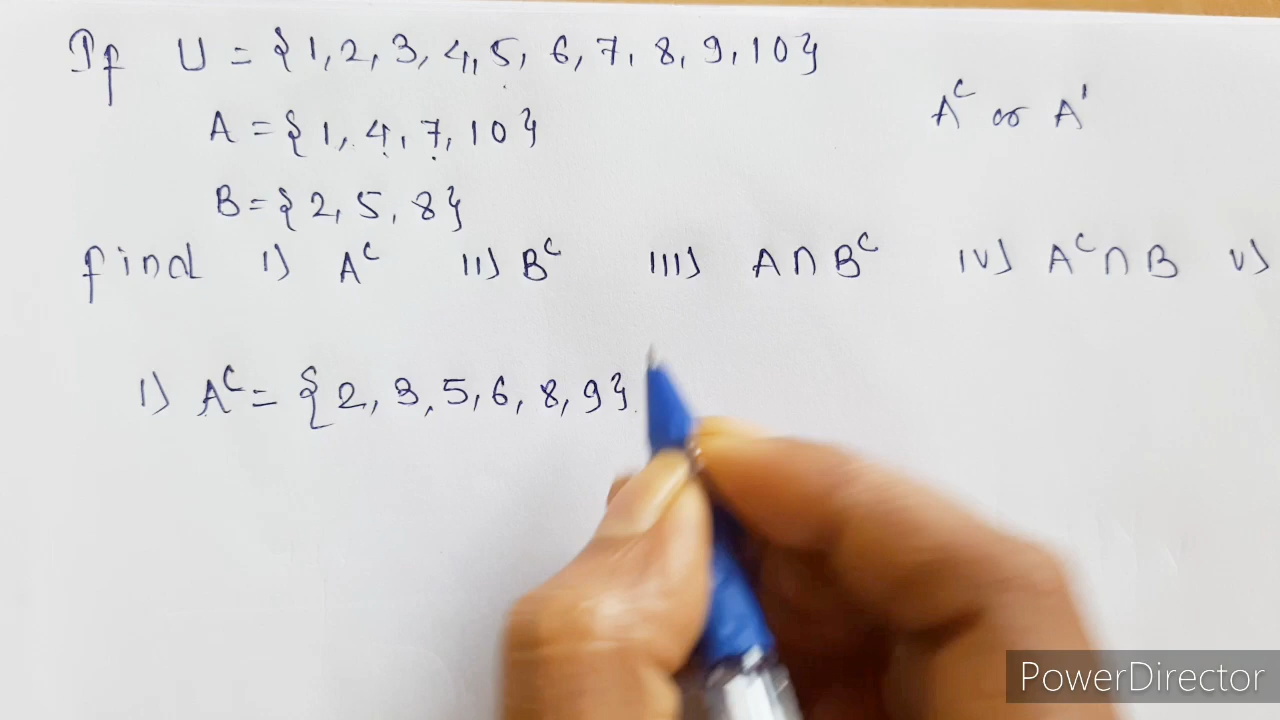 If U = {1, 2, 3, 4, 5, 6, 7, 8, 9, 10}
A = {1, 4, 7, 10}
A^c or A'
B = {2, 5, 8}
find i) A^c ii) B^c iii) A ∩ B^c iv) A^c ∩ B v)
i) A^c = {2, 3, 5, 6, 8, 9}
PowerDirector